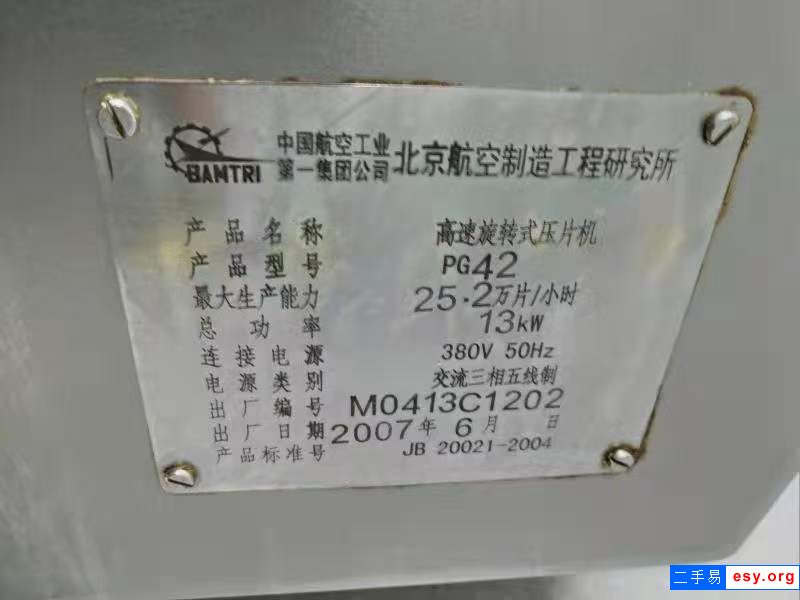 BAMTRI
中国航空工业
第一集团公司
北京航空制造工程研究所
产品名称 高速旋转式压片机
产品型号 PG42
最大生产能力 25.2万片/小时
总功率 13kW
连接电源 380V 50Hz
电源类别 交流三相五线制
出厂编号 M0413C1202
出厂日期 2007年 6月 日
产品标准号 JB 20021-2004
二手易 esy.org